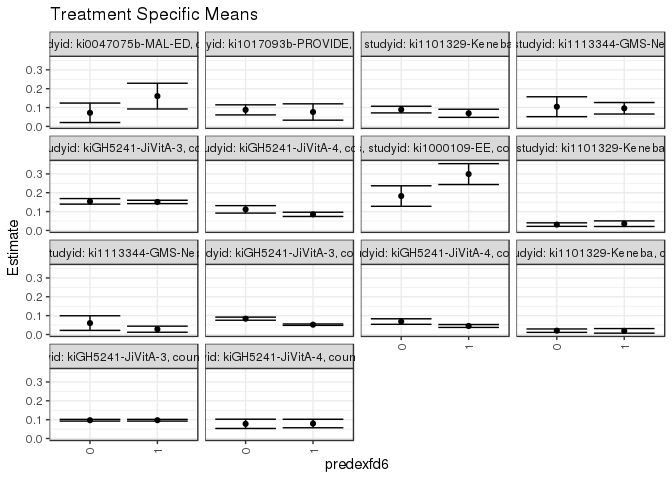 Treatment Specific Means
studyid: ki0047075b-MAL-ED,
studyid: ki1017093b-PROVIDE,
studyid: ki1101329-Keneba
studyid: ki1113344-GMS-Ne
0.3
0.2
0.1
0.0
studyid: kiGH5241-JiVitA-3, co
studyid: kiGH5241-JiVitA-4, co
, studyid: ki1000109-EE, co
studyid: ki1101329-Keneba
0.3
0.2
0.1
0.0
studyid: ki1113344-GMS-Ne
studyid: kiGH5241-JiVitA-3, co
studyid: kiGH5241-JiVitA-4, co
studyid: ki1101329-Keneba, c
0.3
0.2
0.1
0.0
0 1 0 1
vid: kiGH5241-JiVitA-3, coun
vid: kiGH5241-JiVitA-4, coun
0.3
0.2
0.1
0.0
0 1 0 1
Estimate
predexfd6